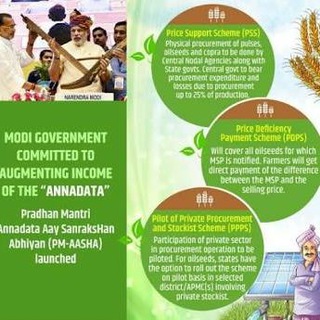 NARENDRA MODI
MODI GOVERNMENT
COMMITTED TO
AUGMENTING INCOME
OF THE "ANNADATA"
Pradhan Mantri
Annadata Aay SanraksHan
Abhiyan (PM-AASHA)
launched
Price Support Scheme (PSS)
Physical procurement of pulses,
oilseeds and copra to be done by
Central Nodal Agencies along with
State govts. Central govt to bear
procurement expenditure and
losses due to procurement
up to 25% of production.
Price Deficiency
Payment Scheme (PDPS)
Will cover all oilseeds for which
MSP is notified. Farmers will get
direct payment of the difference
between the MSP and the
selling price.
Pilot of Private Procurement
and Stockist Scheme (PPPS)
Participation of private sector
in procurement operation to be
piloted. For oilseeds, states have
the option to roll out the scheme
on pilot basis in selected
district/APMC(s) involving
private stockist.